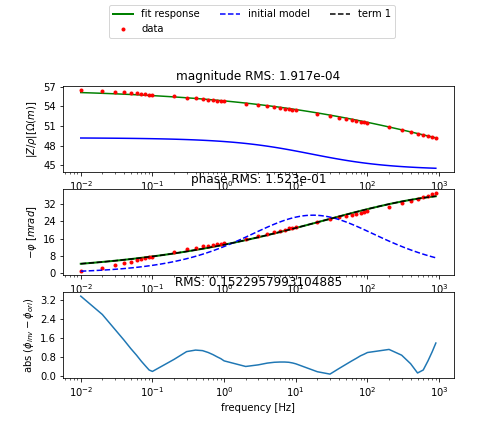 fit response
data
initial model
term 1
magnitude RMS: 1.917e-04
|Z/ρ|[Ω(m)]
57
54
51
48
45
10⁻² 10⁻¹ 10⁰ 10¹ 10² 10³
phase RMS: 1.523e-01
−φ [mrad]
32
24
16
8
0
10⁻² 10⁻¹ 10⁰ 10¹ 10² 10³
RMS: 0.1522957993104885
abs (ϕinv − ϕori)
3.2
2.4
1.6
0.8
0.0
10⁻² 10⁻¹ 10⁰ 10¹ 10² 10³
frequency [Hz]